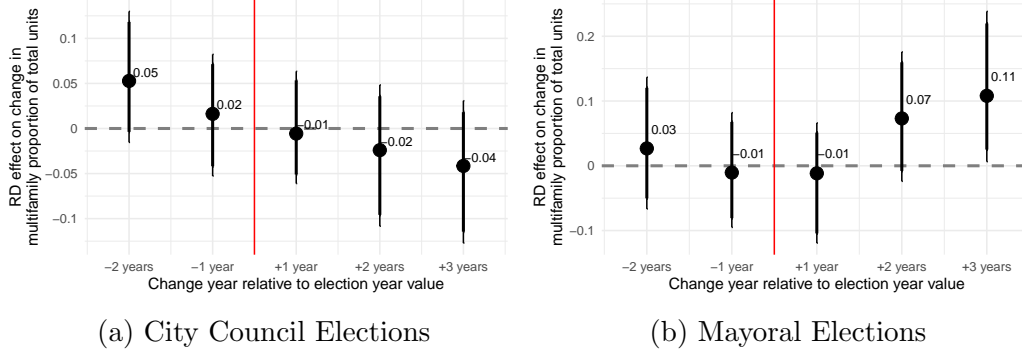 RD effect on change in
multifamily proportion of total units
0.1
0.05
0
−0.05
−0.1
0.05
0.02
−0.01
−0.02
−0.04
−2 years
−1 year
+1 year
+2 years
+3 years
Change year relative to election year value
(a) City Council Elections
RD effect on change in
multifamily proportion of total units
0.2
0.1
0
−0.1
0.03
−0.01
−0.01
0.07
0.11
−2 years
−1 year
+1 year
+2 years
+3 years
Change year relative to election year value
(b) Mayoral Elections